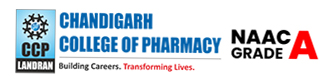 CCP
LANDRAN
CHANDIGARH
COLLEGE OF PHARMACY
Building Careers. Transforming Lives.
NAAC
GRADE A